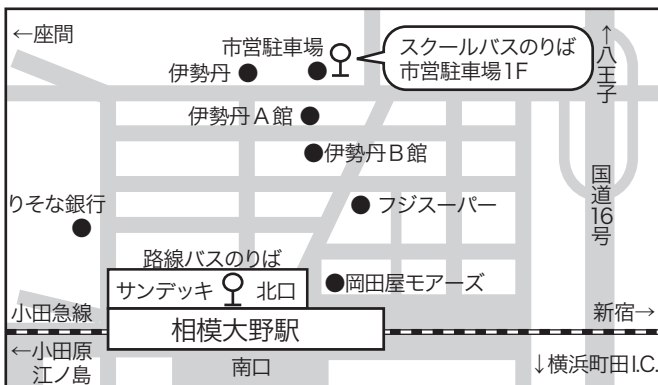 ←座間
市営駐車場
スクールバスのりば
市営駐車場1F
←八王子
伊勢丹
伊勢丹A館
伊勢丹B館
国道16号
りそな銀行
フジスーパー
路線バスのりば
サンデッキ
北口
岡田屋モアーズ
小田急線
新宿→
相模大野駅
←小田原
江ノ島
南口
↓横浜町田I.C.